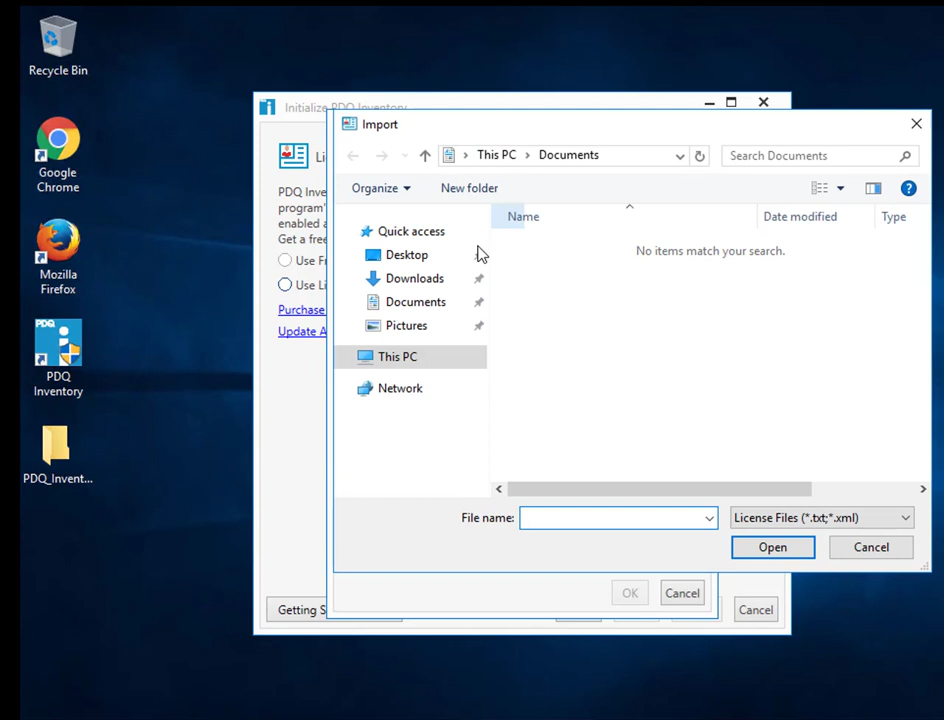 Recycle Bin
Google
Chrome
Mozilla
Firefox
PDQ
PDQ
Inventory
PDQ_Invent...
Initialize PDQ Inventory
Li
PDQ Inve
program'
enabled a
Get a free
Use Fr
Use Li
Purchase
Update A
Getting S
Cancel
OK
Cancel
Import
This PC
Documents
Search Documents
Organize
New folder
?
Name
Date modified
Type
No items match your search.
Quick access
Desktop
Downloads
Documents
Pictures
This PC
Network
File name:
License Files (*.txt;*.xml)
Open
Cancel